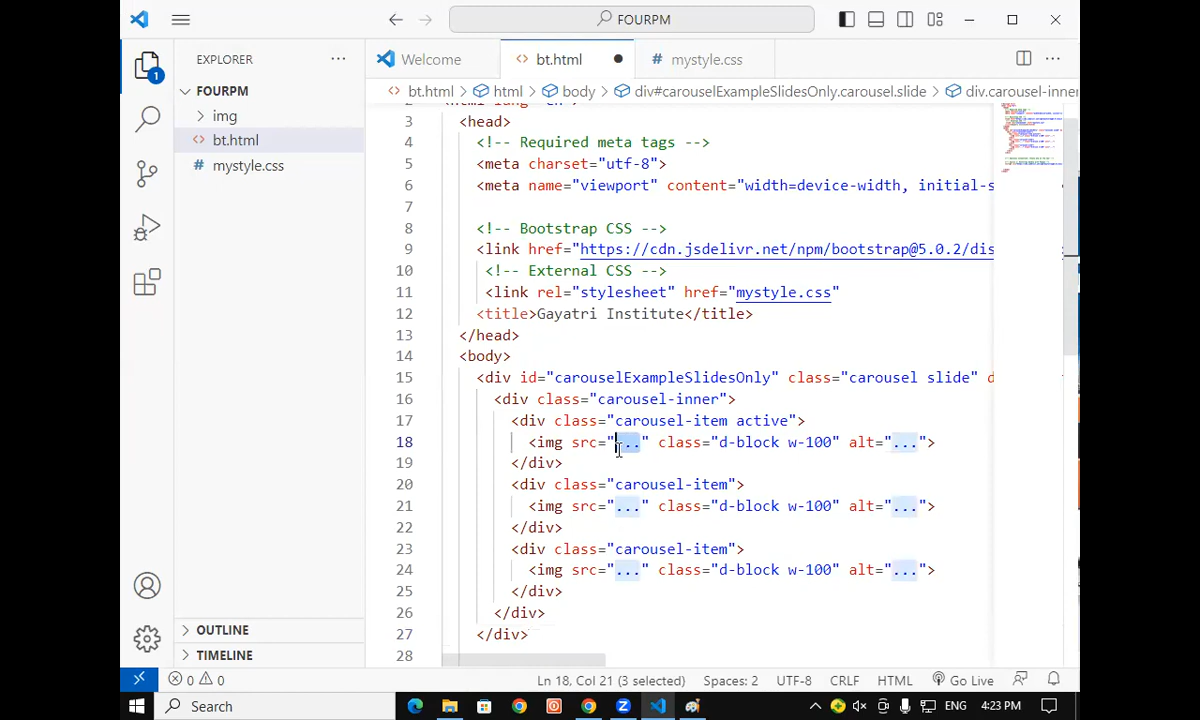 FOURPM
EXPLORER
Welcome
bt.html
mystyle.css
FOURPM
bt.html > html > body > div#carouselExampleSlidesOnly.carousel.slide > div.carousel-inner
img
bt.html
mystyle.css
1
3 <head>
4 <!-- Required meta tags -->
5 <meta charset="utf-8">
6 <meta name="viewport" content="width=device-width, initial-s
7
8 <!-- Bootstrap CSS -->
9 <link href="https://cdn.jsdelivr.net/npm/bootstrap@5.0.2/dis
10 <!-- External CSS -->
11 <link rel="stylesheet" href="mystyle.css"
12 <title>Gayatri Institute</title>
13 </head>
14 <body>
15 <div id="carouselExampleSlidesOnly" class="carousel slide" d
16 <div class="carousel-inner">
17 <div class="carousel-item active">
18 <img src="..." class="d-block w-100" alt="...">
19 </div>
20 <div class="carousel-item">
21 <img src="..." class="d-block w-100" alt="...">
22 </div>
23 <div class="carousel-item">
24 <img src="..." class="d-block w-100" alt="...">
25 </div>
26 </div>
27 </div>
28
OUTLINE
TIMELINE
0 0 Ln 18, Col 21 (3 selected) Spaces: 2 UTF-8 CRLF HTML Go Live
Search ENG 4:23 PM